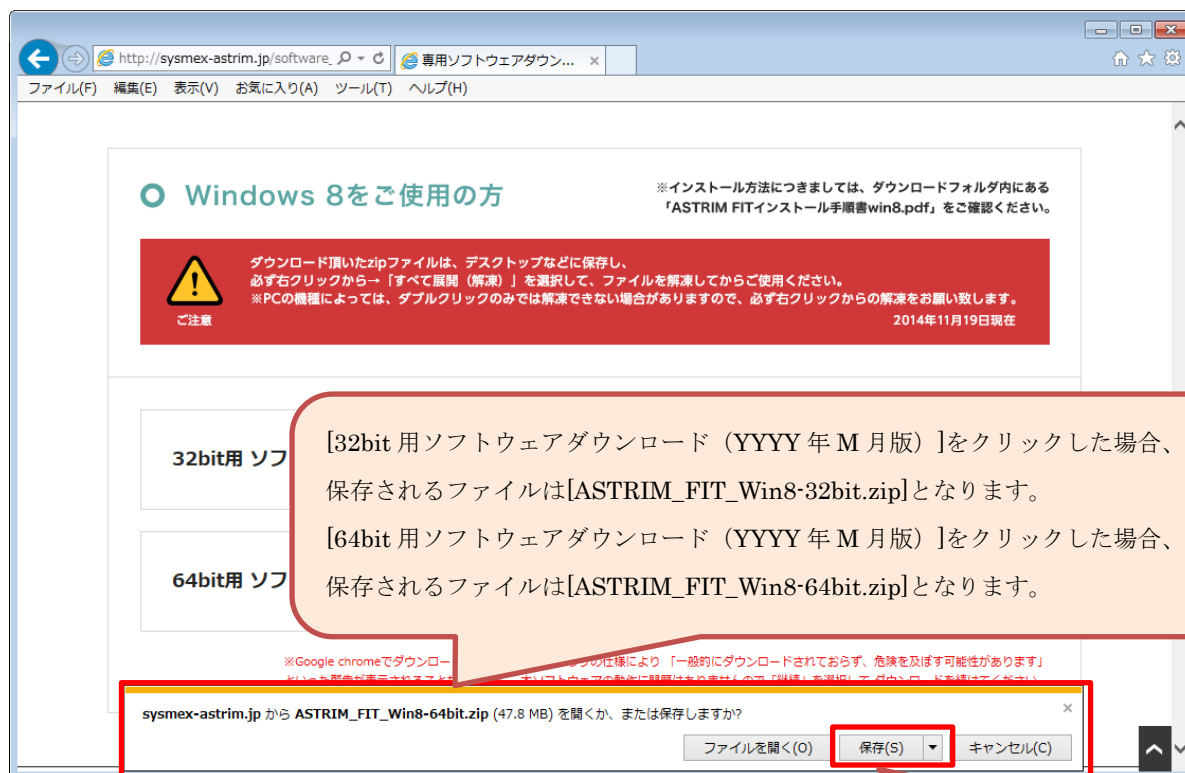 http://sysmex-astrim.jp/software_
専用ソフトウェアダウン...
ファイル(F) 編集(E) 表示(V) お気に入り(A) ツール(T) ヘルプ(H)
Windows 8をご使用の方
※インストール方法につきましては、ダウンロードフォルダ内にある
「ASTRIM FITインストール手順書win8.pdf」をご確認ください。
ダウンロード頂いたzipファイルは、デスクトップなどに保存し、
必ず右クリックから→「すべて展開（解凍）」を選択して、ファイルを解凍してからご使用ください。
※PCの機種によっては、ダブルクリックのみでは解凍できない場合がありますので、必ず右クリックからの解凍をお願い致します。
ご注意
2014年11月19日現在
32bit用 ソフ
64bit用 ソフ
[32bit 用ソフトウェアダウンロード（YYYY 年 M 月版）]をクリックした場合、
保存されるファイルは[ASTRIM_FIT_Win8-32bit.zip]となります。
[64bit 用ソフトウェアダウンロード（YYYY 年 M 月版）]をクリックした場合、
保存されるファイルは[ASTRIM_FIT_Win8-64bit.zip]となります。
※Google chromeでダウンロー の仕様により 「一般的にダウンロードされておらず、危険を及ぼす可能性があります」
sysmex-astrim.jp から ASTRIM_FIT_Win8-64bit.zip (47.8 MB) を開くか、または保存しますか?
ファイルを開く(O) 保存(S) キャンセル(C)